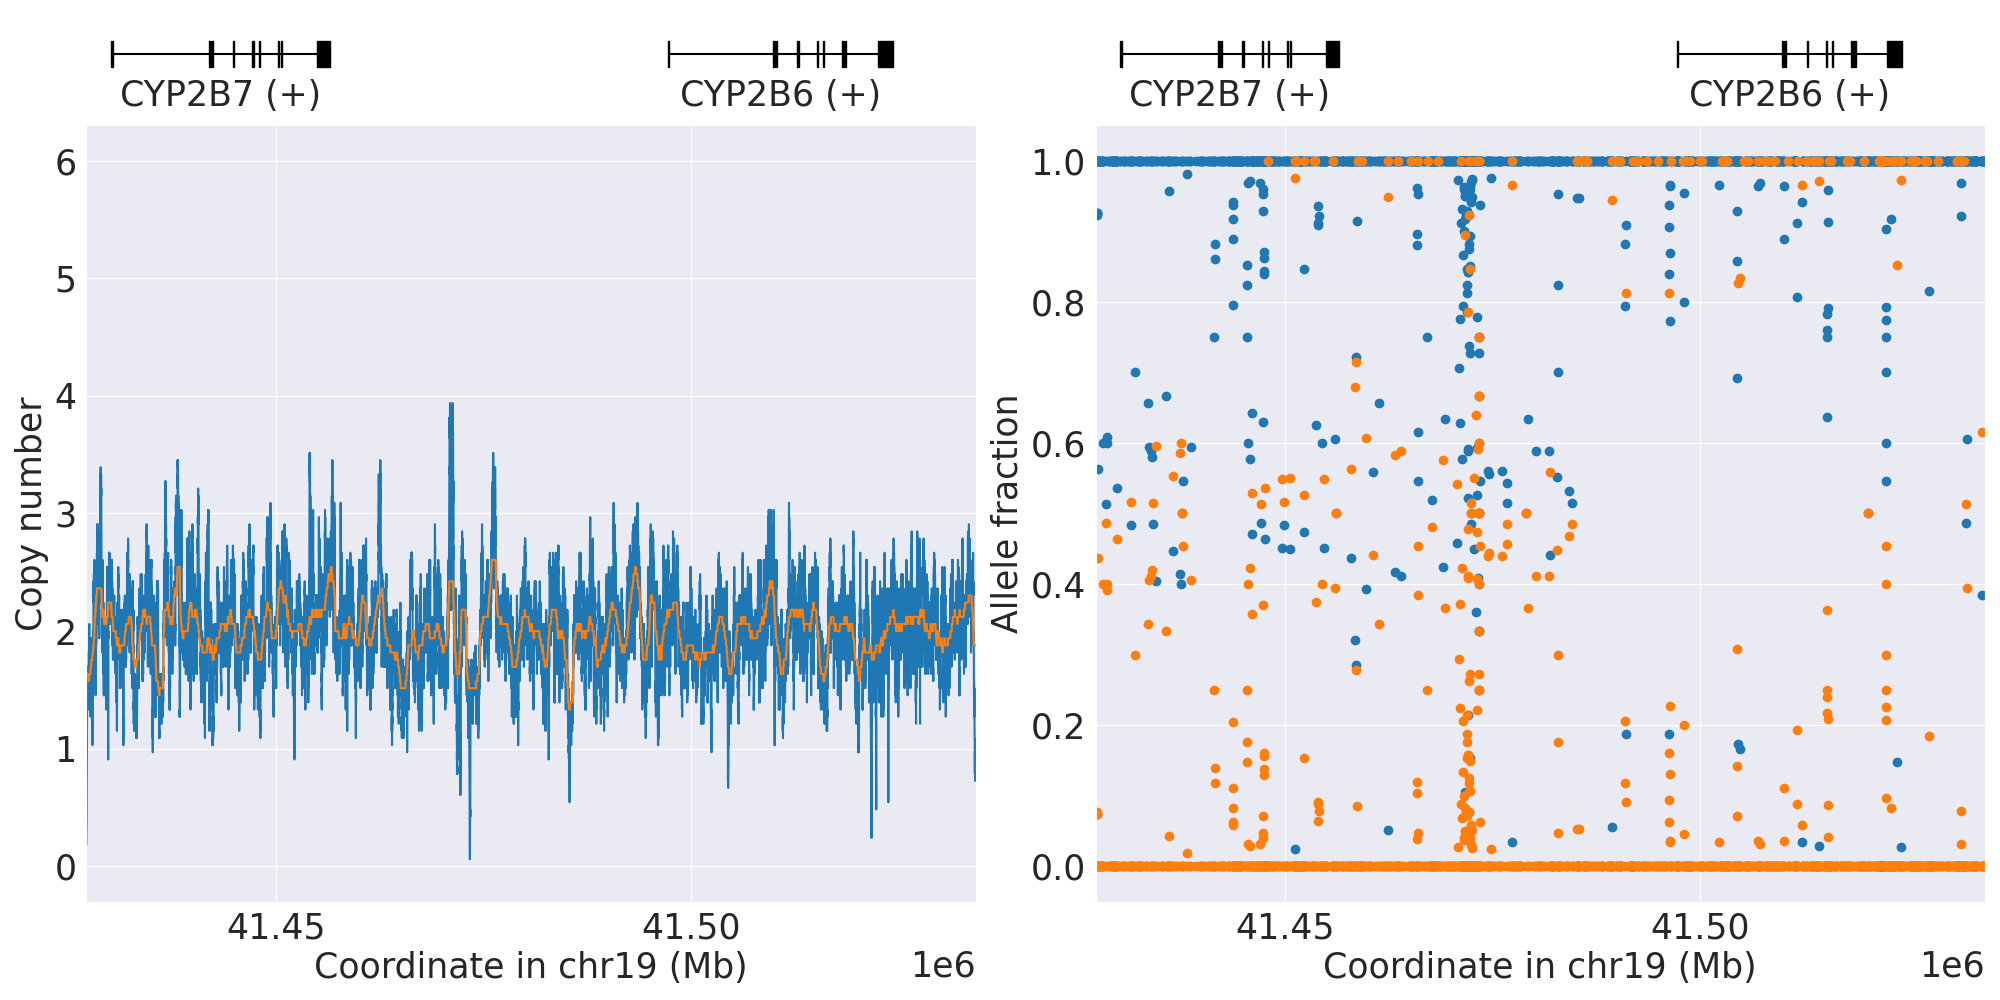 CYP2B7 (+)
CYP2B6 (+)
CYP2B7 (+)
CYP2B6 (+)
Copy number
6
5
4
3
2
1
0
41.45
41.50
Coordinate in chr19 (Mb)
1e6
Allele fraction
1.0
0.8
0.6
0.4
0.2
0.0
41.45
41.50
Coordinate in chr19 (Mb)
1e6